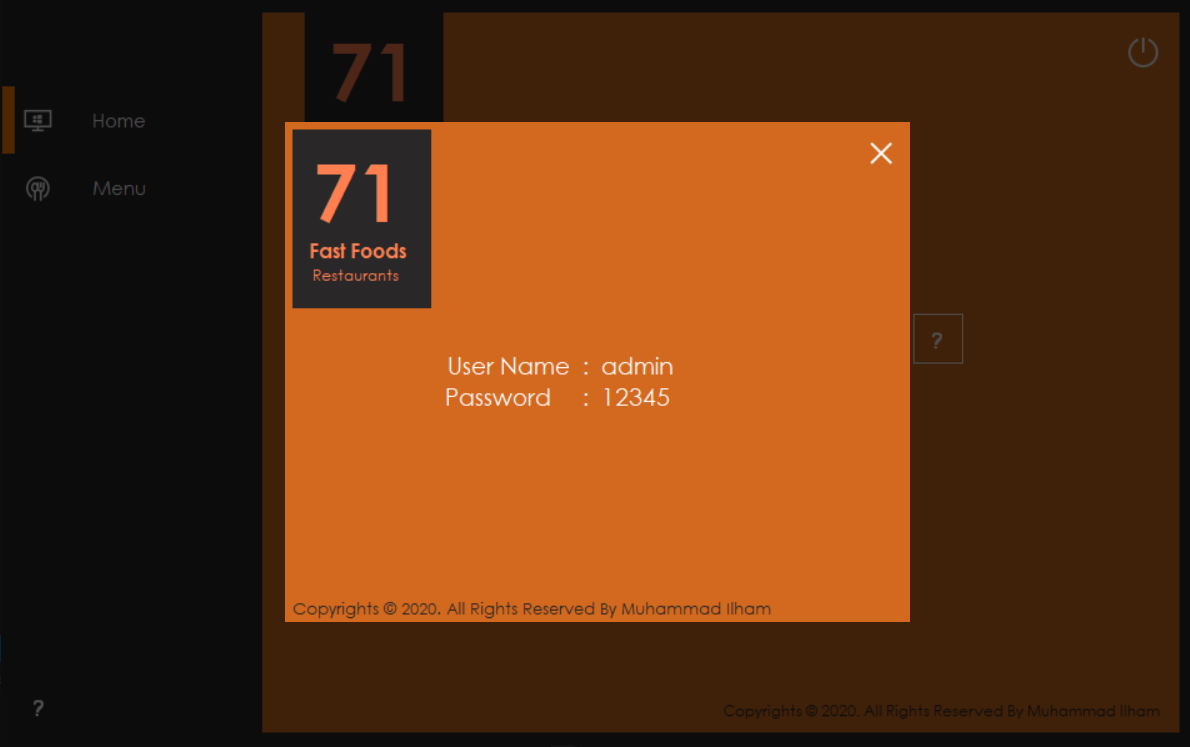 71
Home
Menu
71
Fast Foods
Restaurants
?
User Name : admin
Password : 12345
Copyrights © 2020. All Rights Reserved By Muhammad Ilham
?
Copyrights © 2020. All Rights Reserved By Muhammad Ilham